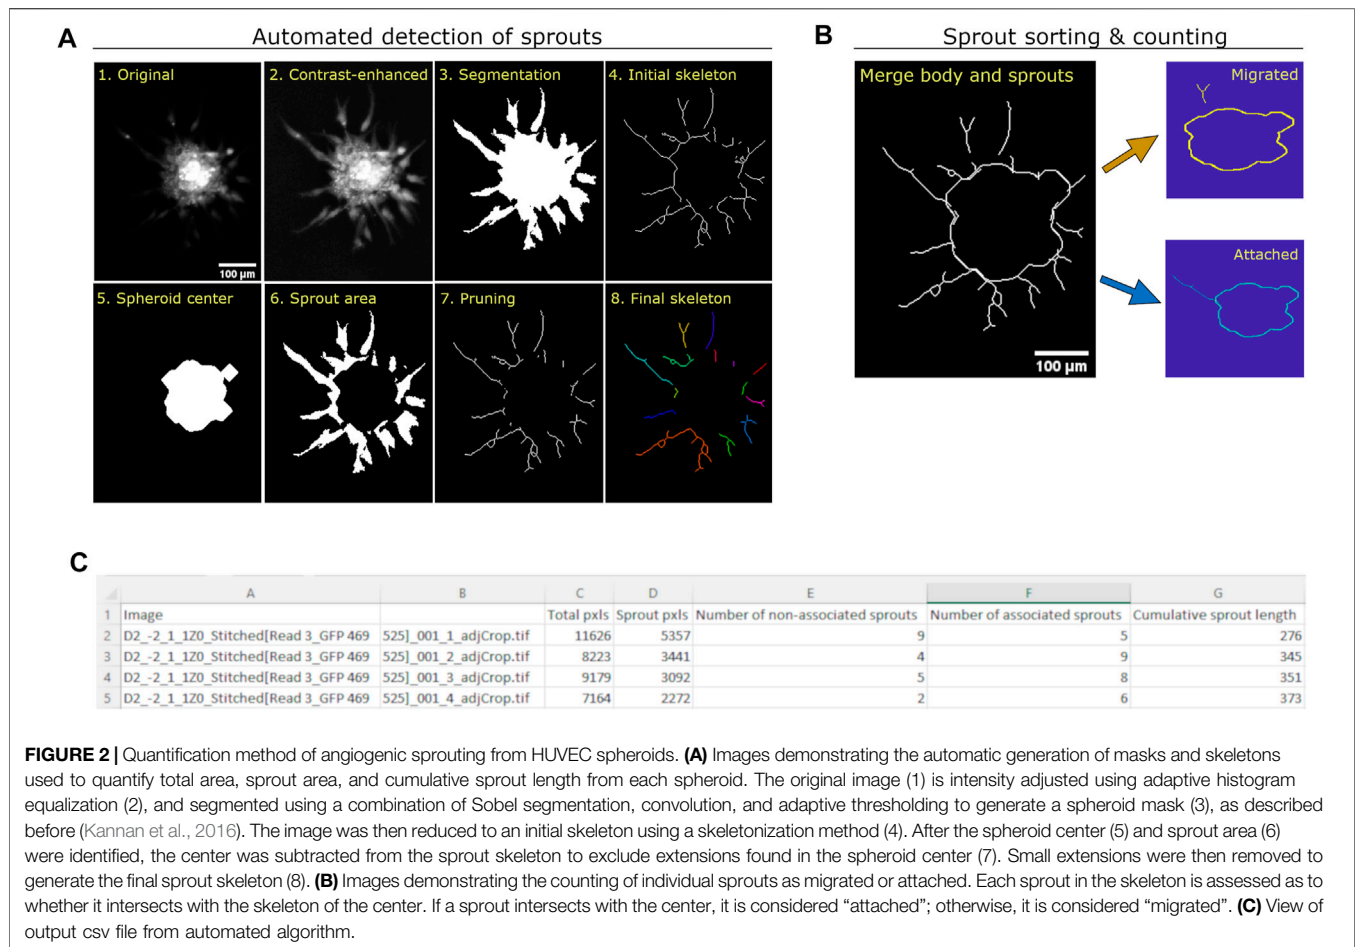 A
Automated detection of sprouts
1. Original
2. Contrast-enhanced
3. Segmentation
4. Initial skeleton
100 µm
5. Spheroid center
6. Sprout area
7. Pruning
8. Final skeleton
B
Sprout sorting & counting
Merge body and sprouts
100 µm
Migrated
Attached
C
A B C D E F G
1 Image Total pxls Sprout pxls Number of non-associated sprouts Number of associated sprouts Cumulative sprout length
2 D2_-2_1_1Z0_Stitched[Read 3_GFP 469 525]_001_1_adjCrop.tif 11626 5357 9 5 276
3 D2_-2_1_1Z0_Stitched[Read 3_GFP 469 525]_001_2_adjCrop.tif 8223 3441 4 9 345
4 D2_-2_1_1Z0_Stitched[Read 3_GFP 469 525]_001_3_adjCrop.tif 9179 3092 5 8 351
5 D2_-2_1_1Z0_Stitched[Read 3_GFP 469 525]_001_4_adjCrop.tif 7164 2272 2 6 373
FIGURE 2 | Quantification method of angiogenic sprouting from HUVEC spheroids. (A) Images demonstrating the automatic generation of masks and skeletons
used to quantify total area, sprout area, and cumulative sprout length from each spheroid. The original image (1) is intensity adjusted using adaptive histogram
equalization (2), and segmented using a combination of Sobel segmentation, convolution, and adaptive thresholding to generate a spheroid mask (3), as described
before (Kannan et al., 2016). The image was then reduced to an initial skeleton using a skeletonization method (4). After the spheroid center (5) and sprout area (6)
were identified, the center was subtracted from the sprout skeleton to exclude extensions found in the spheroid center (7). Small extensions were then removed to
generate the final sprout skeleton (8). (B) Images demonstrating the counting of individual sprouts as migrated or attached. Each sprout in the skeleton is assessed as to
whether it intersects with the skeleton of the center. If a sprout intersects with the center, it is considered “attached”; otherwise, it is considered “migrated”. (C) View of
output csv file from automated algorithm.